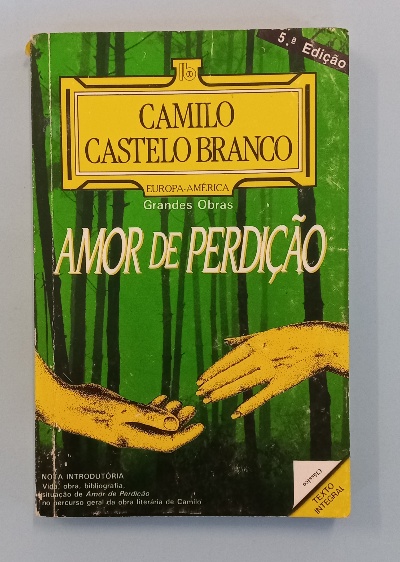 5.ª Edição
CAMILO
CASTELO BRANCO
EUROPA-AMÉRICA
Grandes Obras
AMOR DE PERDIÇÃO
NOTA INTRODUTÓRIA
Vida, obra, bibliografia,
situação de Amor de Perdição
no percurso geral da obra literária de Camilo
Clássica
TEXTO
INTEGRAL